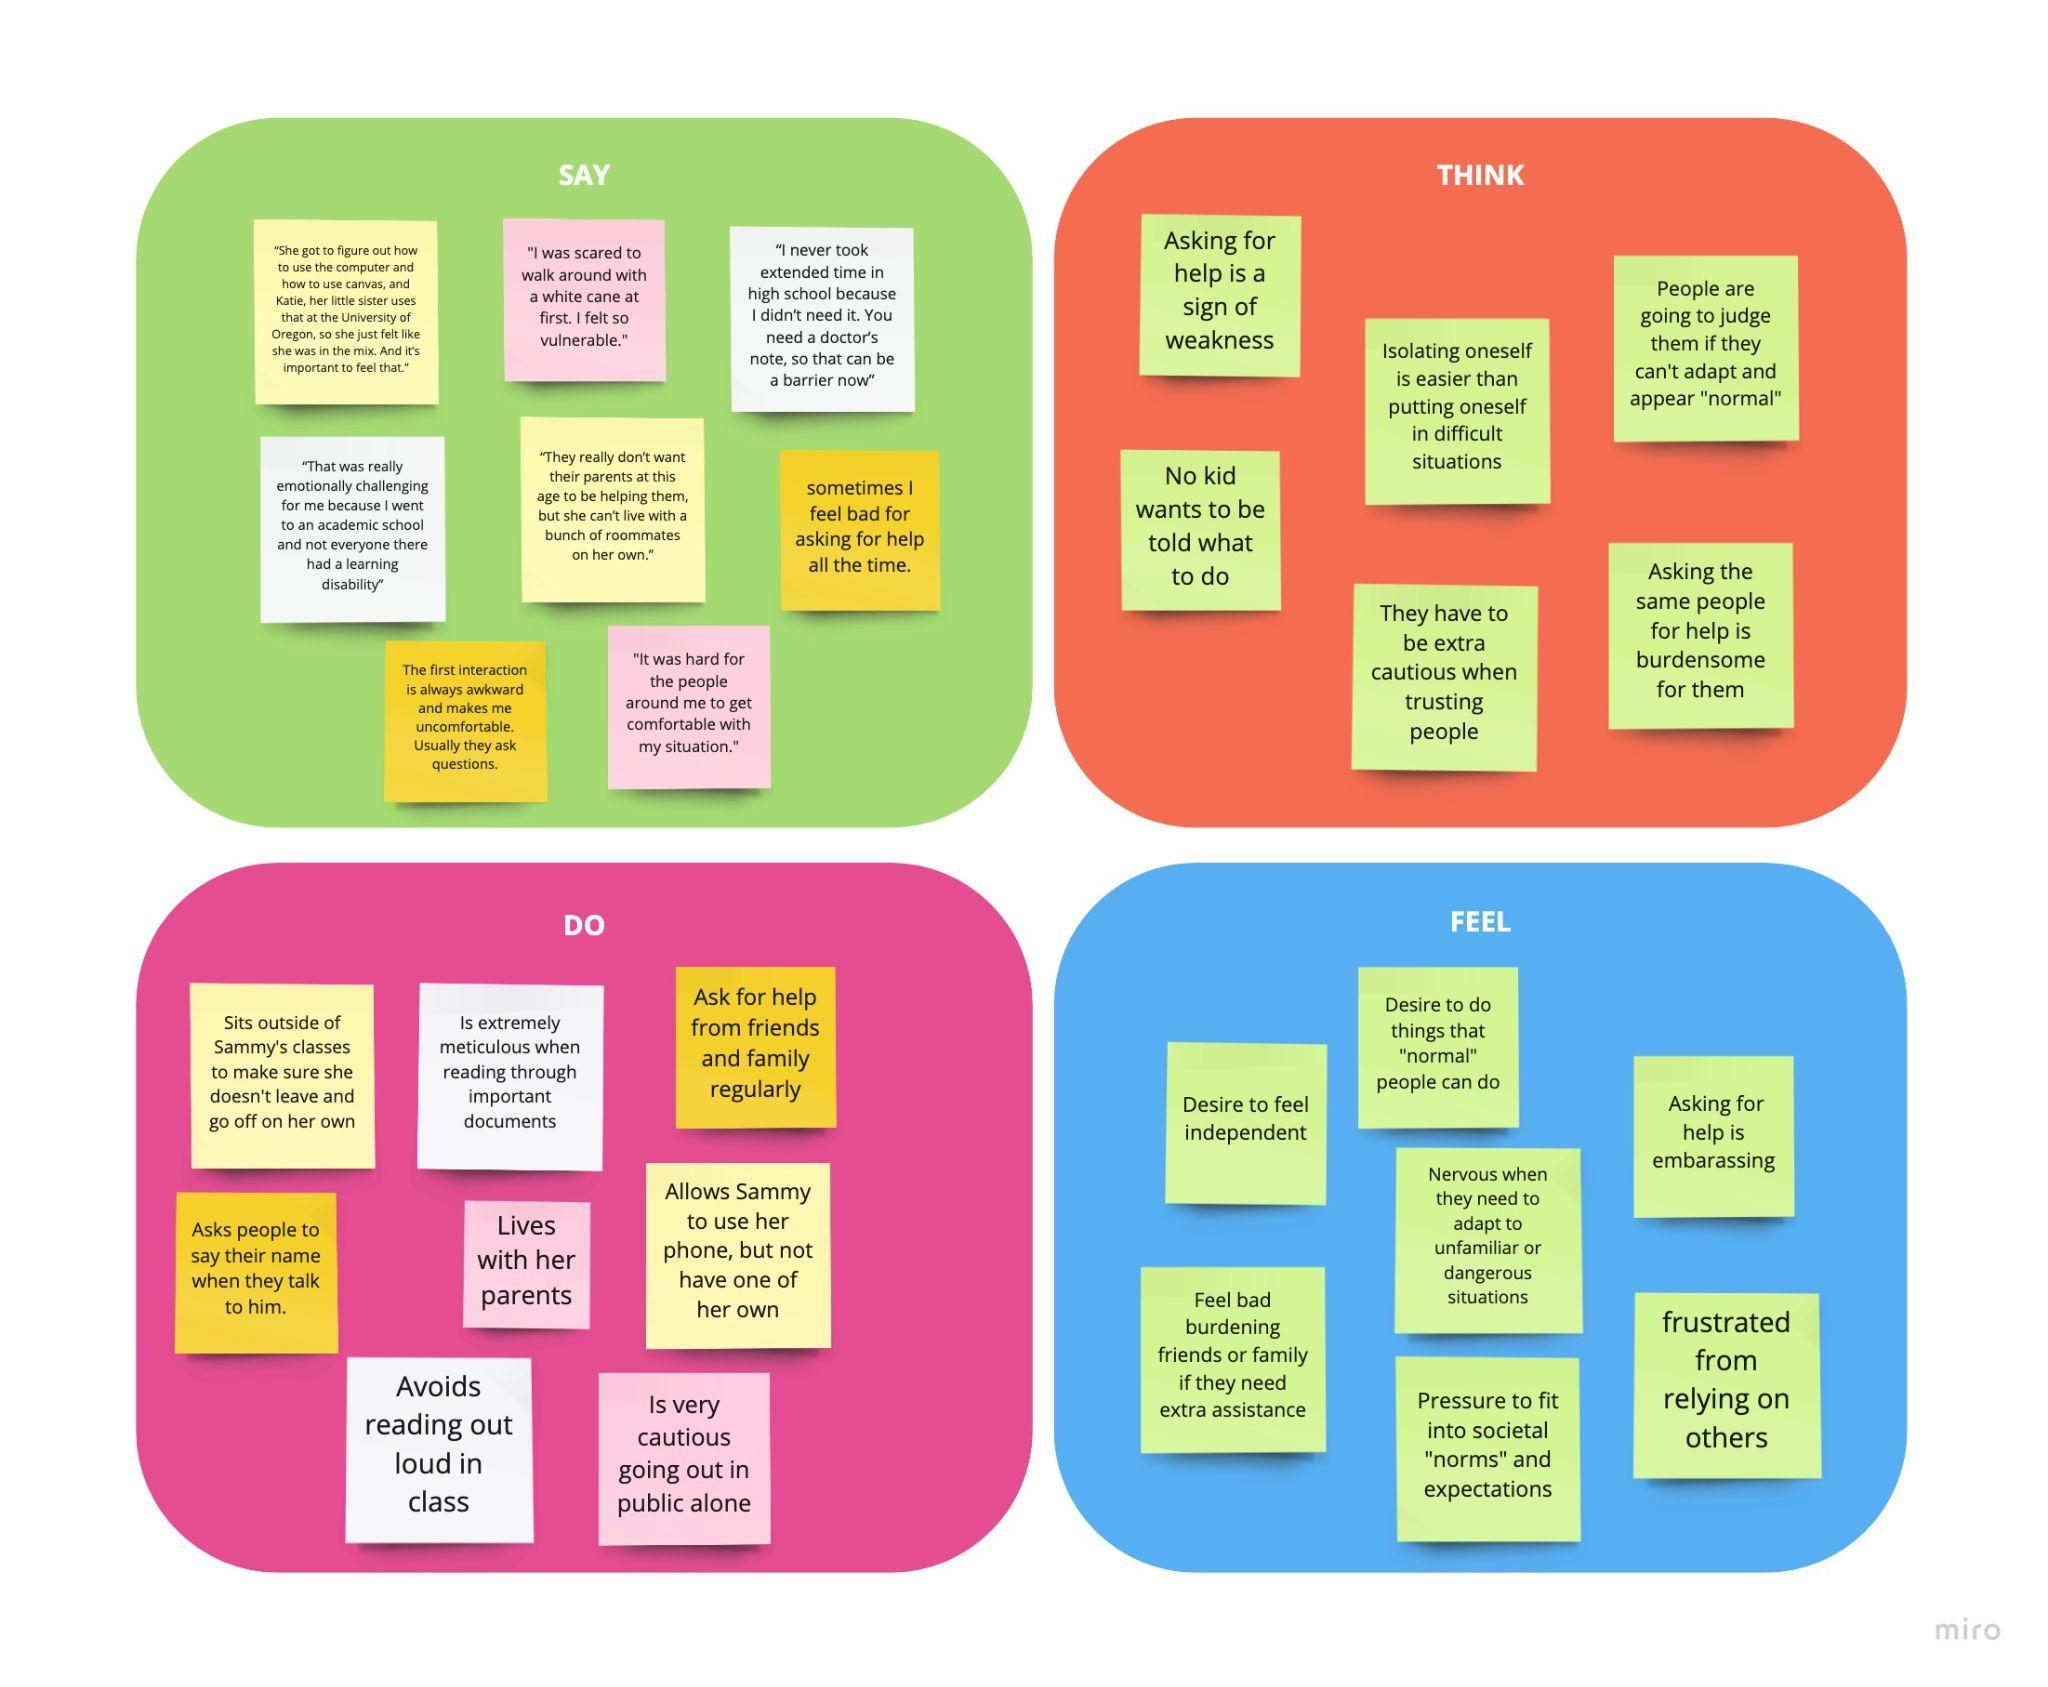 SAY
“She got to figure out how
to use the computer and
how to use canvas, and
Katie, her little sister uses
that at the University of
Oregon, so she just felt like
she was in the mix. And it’s
important to feel that.”
"I was scared to
walk around with
a white cane at
first. I felt so
vulnerable."
“I never took
extended time in
high school because
I didn’t need it. You
need a doctor’s
note, so that can be
a barrier now”
“That was really
emotionally challenging
for me because I went
to an academic school
and not everyone there
had a learning
disability”
“They really don’t want
their parents at this
age to be helping them,
but she can’t live with a
bunch of roommates
on her own.”
sometimes I
feel bad for
asking for help
all the time.
The first interaction
is always awkward
and makes me
uncomfortable.
Usually they ask
questions.
"It was hard for
the people
around me to get
comfortable with
my situation."
THINK
Asking for
help is a
sign of
weakness
Isolating oneself
is easier than
putting oneself
in difficult
situations
People are
going to judge
them if they
can't adapt and
appear "normal"
No kid
wants to be
told what
to do
They have to
be extra
cautious when
trusting
people
Asking the
same people
for help is
burdensome
for them
DO
Sits outside of
Sammy's classes
to make sure she
doesn't leave and
go off on her own
Is extremely
meticulous when
reading through
important
documents
Ask for help
from friends
and family
regularly
Asks people to
say their name
when they talk
to him.
Lives
with her
parents
Allows Sammy
to use her
phone, but not
have one of
her own
Avoids
reading out
loud in
class
Is very
cautious
going out in
public alone
FEEL
Desire to feel
independent
Desire to do
things that
"normal"
people can do
Asking for
help is
embarassing
Nervous when
they need to
adapt to
unfamiliar or
dangerous
situations
Feel bad
burdening
friends or family
if they need
extra assistance
Pressure to fit
into societal
"norms" and
expectations
frustrated
from
relying on
others
miro